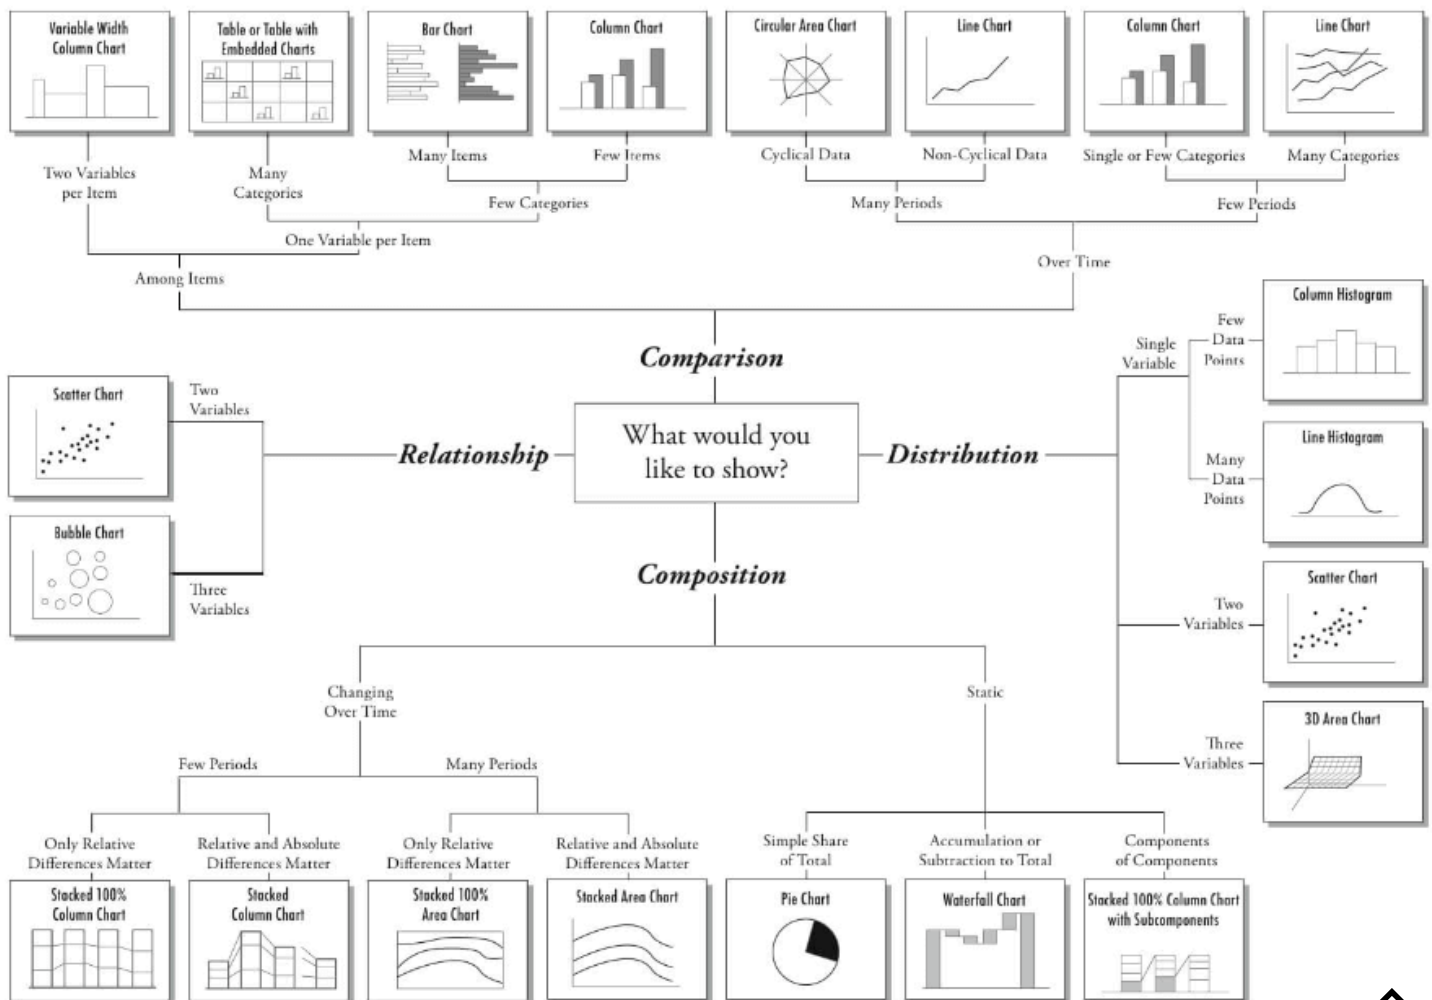 Variable Width
Column Chart
Table or Table with
Embedded Charts
Bar Chart
Column Chart
Circular Area Chart
Line Chart
Column Chart
Line Chart
Two Variables
per Item
Many
Categories
Many Items
Few Items
Cyclical Data
Non-Cyclical Data
Single or Few Categories
Many Categories
Few Categories
Many Periods
Few Periods
One Variable per Item
Among Items
Over Time
Comparison
What would you
like to show?
Relationship
Two
Variables
Scatter Chart
Three
Variables
Bubble Chart
Distribution
Single
Variable
Few
Data
Points
Column Histogram
Many
Data
Points
Line Histogram
Two
Variables
Scatter Chart
Three
Variables
3D Area Chart
Composition
Changing
Over Time
Static
Few Periods
Many Periods
Only Relative
Differences Matter
Relative and Absolute
Differences Matter
Only Relative
Differences Matter
Relative and Absolute
Differences Matter
Simple Share
of Total
Accumulation or
Subtraction to Total
Components
of Components
Stacked 100%
Column Chart
Stacked
Column Chart
Stacked 100%
Area Chart
Stacked Area Chart
Pie Chart
Waterfall Chart
Stacked 100% Column Chart
with Subcomponents